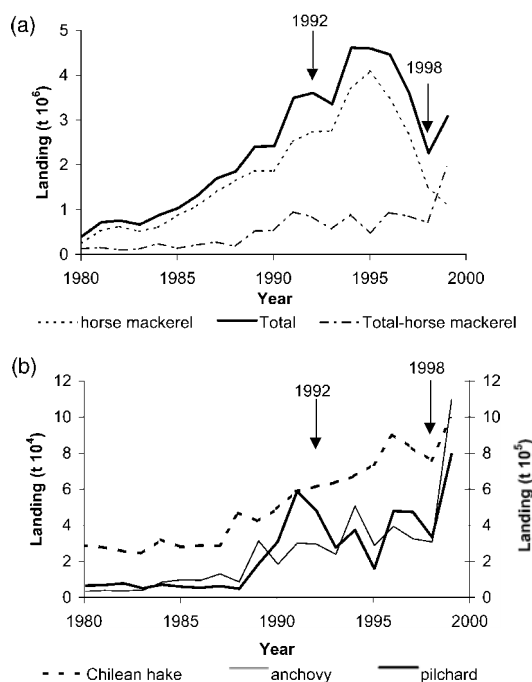 (a)
1992
1998
Landing (t 10⁶)
5
4
3
2
1
0
1980 1985 1990 1995 2000
Year
horse mackerel Total Total-horse mackerel
(b)
1992
1998
Landing (t 10⁴)
12
10
8
6
4
2
0
12
10
8
6
4
2
0
Landing (t 10⁵)
1980 1985 1990 1995 2000
Year
Chilean hake anchovy pilchard